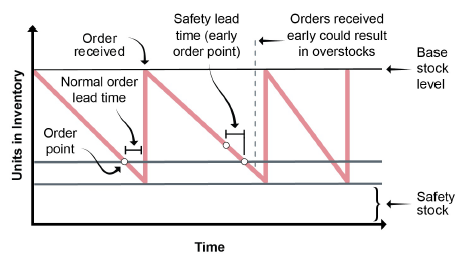 Safety lead
time (early
order point)
Orders received
early could result
in overstocks
Order
received
Base
stock
level
Normal order
lead time
Order
point
Units in Inventory
Safety
stock
Time